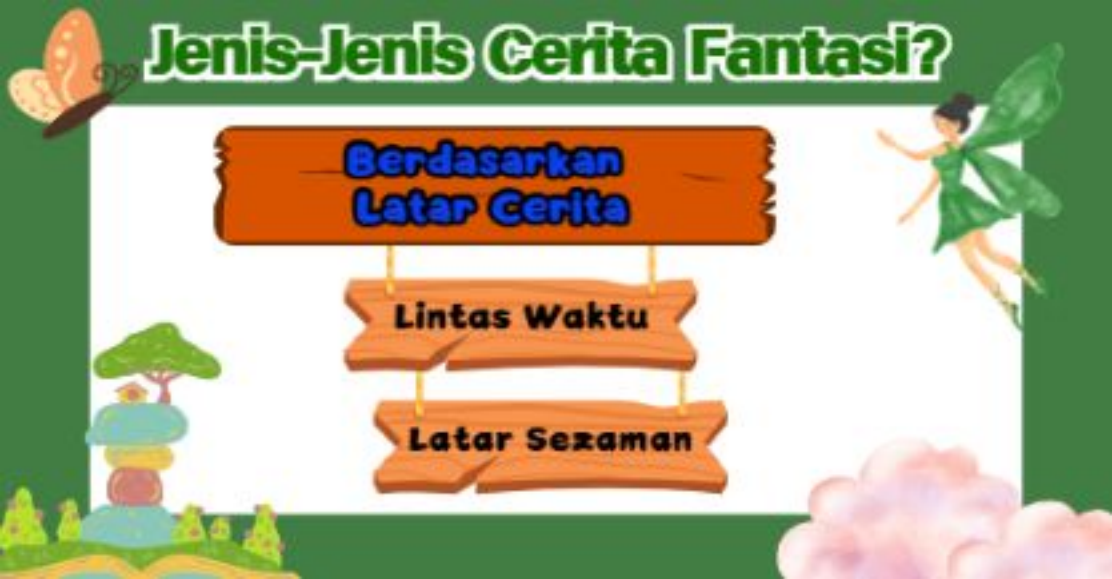 Jenis-Jenis Cerita Fantasi?
Berdasarkan
Latar Cerita
Lintas Waktu
Latar Sezaman